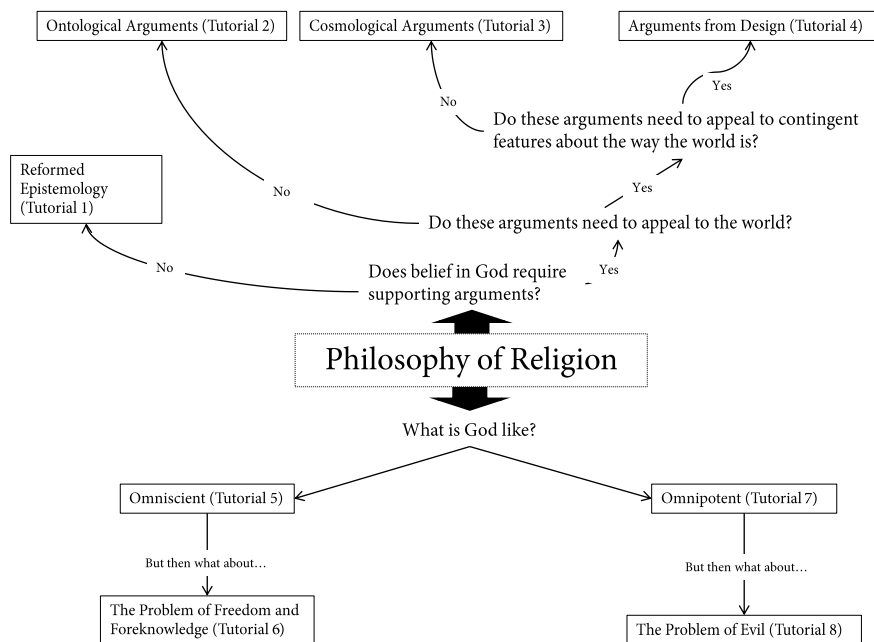 Ontological Arguments (Tutorial 2)
Cosmological Arguments (Tutorial 3)
Arguments from Design (Tutorial 4)
Yes
No
Do these arguments need to appeal to contingent
features about the way the world is?
Reformed
Epistemology
(Tutorial 1)
No
Yes
Do these arguments need to appeal to the world?
No
Does belief in God require
supporting arguments?
Yes
Philosophy of Religion
What is God like?
Omniscient (Tutorial 5)
Omnipotent (Tutorial 7)
But then what about…
But then what about…
The Problem of Freedom and
Foreknowledge (Tutorial 6)
The Problem of Evil (Tutorial 8)